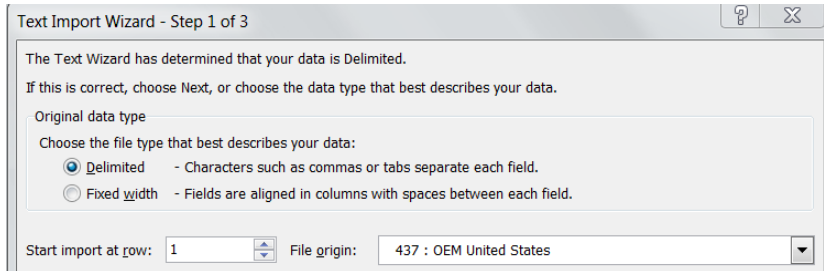 Text Import Wizard - Step 1 of 3
The Text Wizard has determined that your data is Delimited.
If this is correct, choose Next, or choose the data type that best describes your data.
Original data type
Choose the file type that best describes your data:
Delimited - Characters such as commas or tabs separate each field.
Fixed width - Fields are aligned in columns with spaces between each field.
Start import at row: 1 File origin: 437 : OEM United States